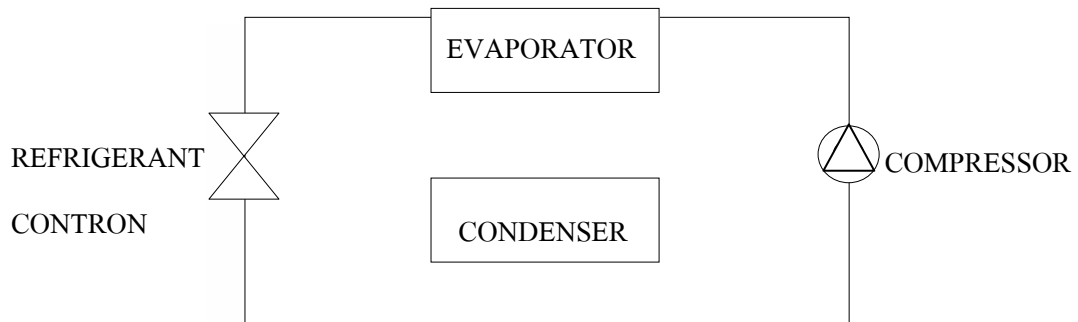 EVAPORATOR
REFRIGERANT
CONTRON
COMPRESSOR
CONDENSER